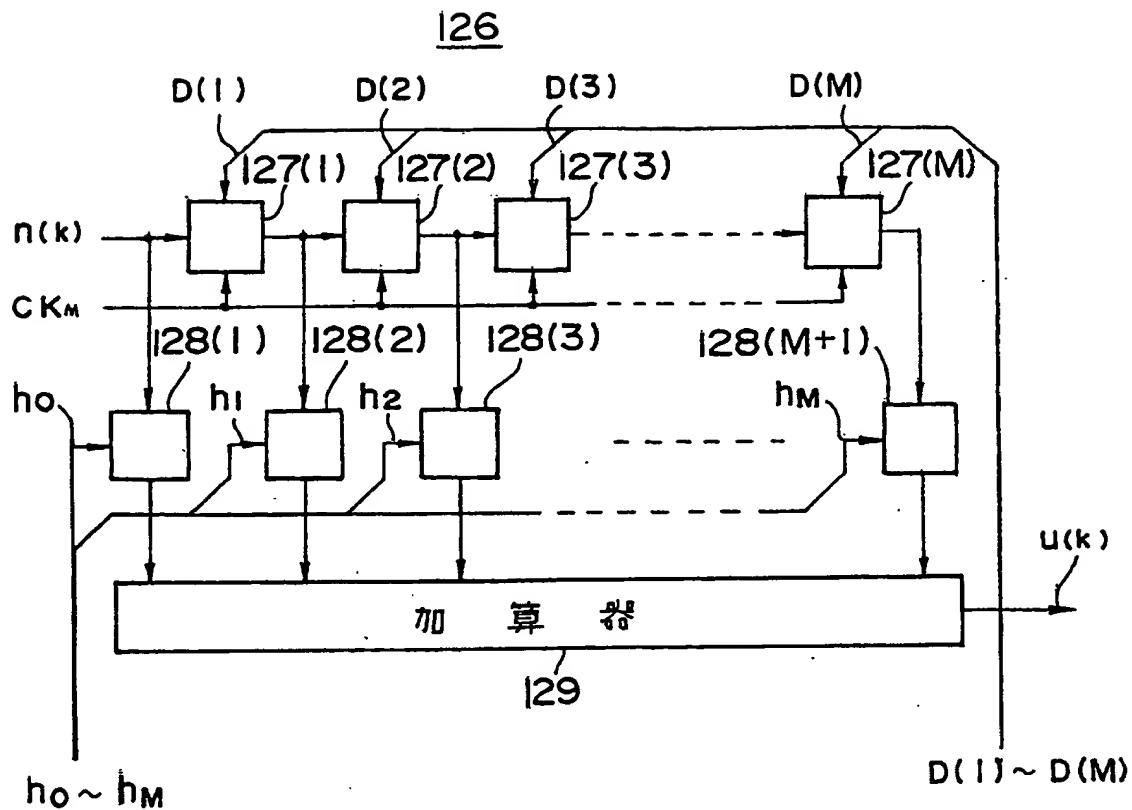 126
D(1) D(2) D(3) D(M)
127(1) 127(2) 127(3) 127(M)
n(k)
CKM
128(1) 128(2) 128(3) 128(M+1)
h0 h1 h2 hM
u(k)
加算器
129
h0~hM
D(1)~D(M)